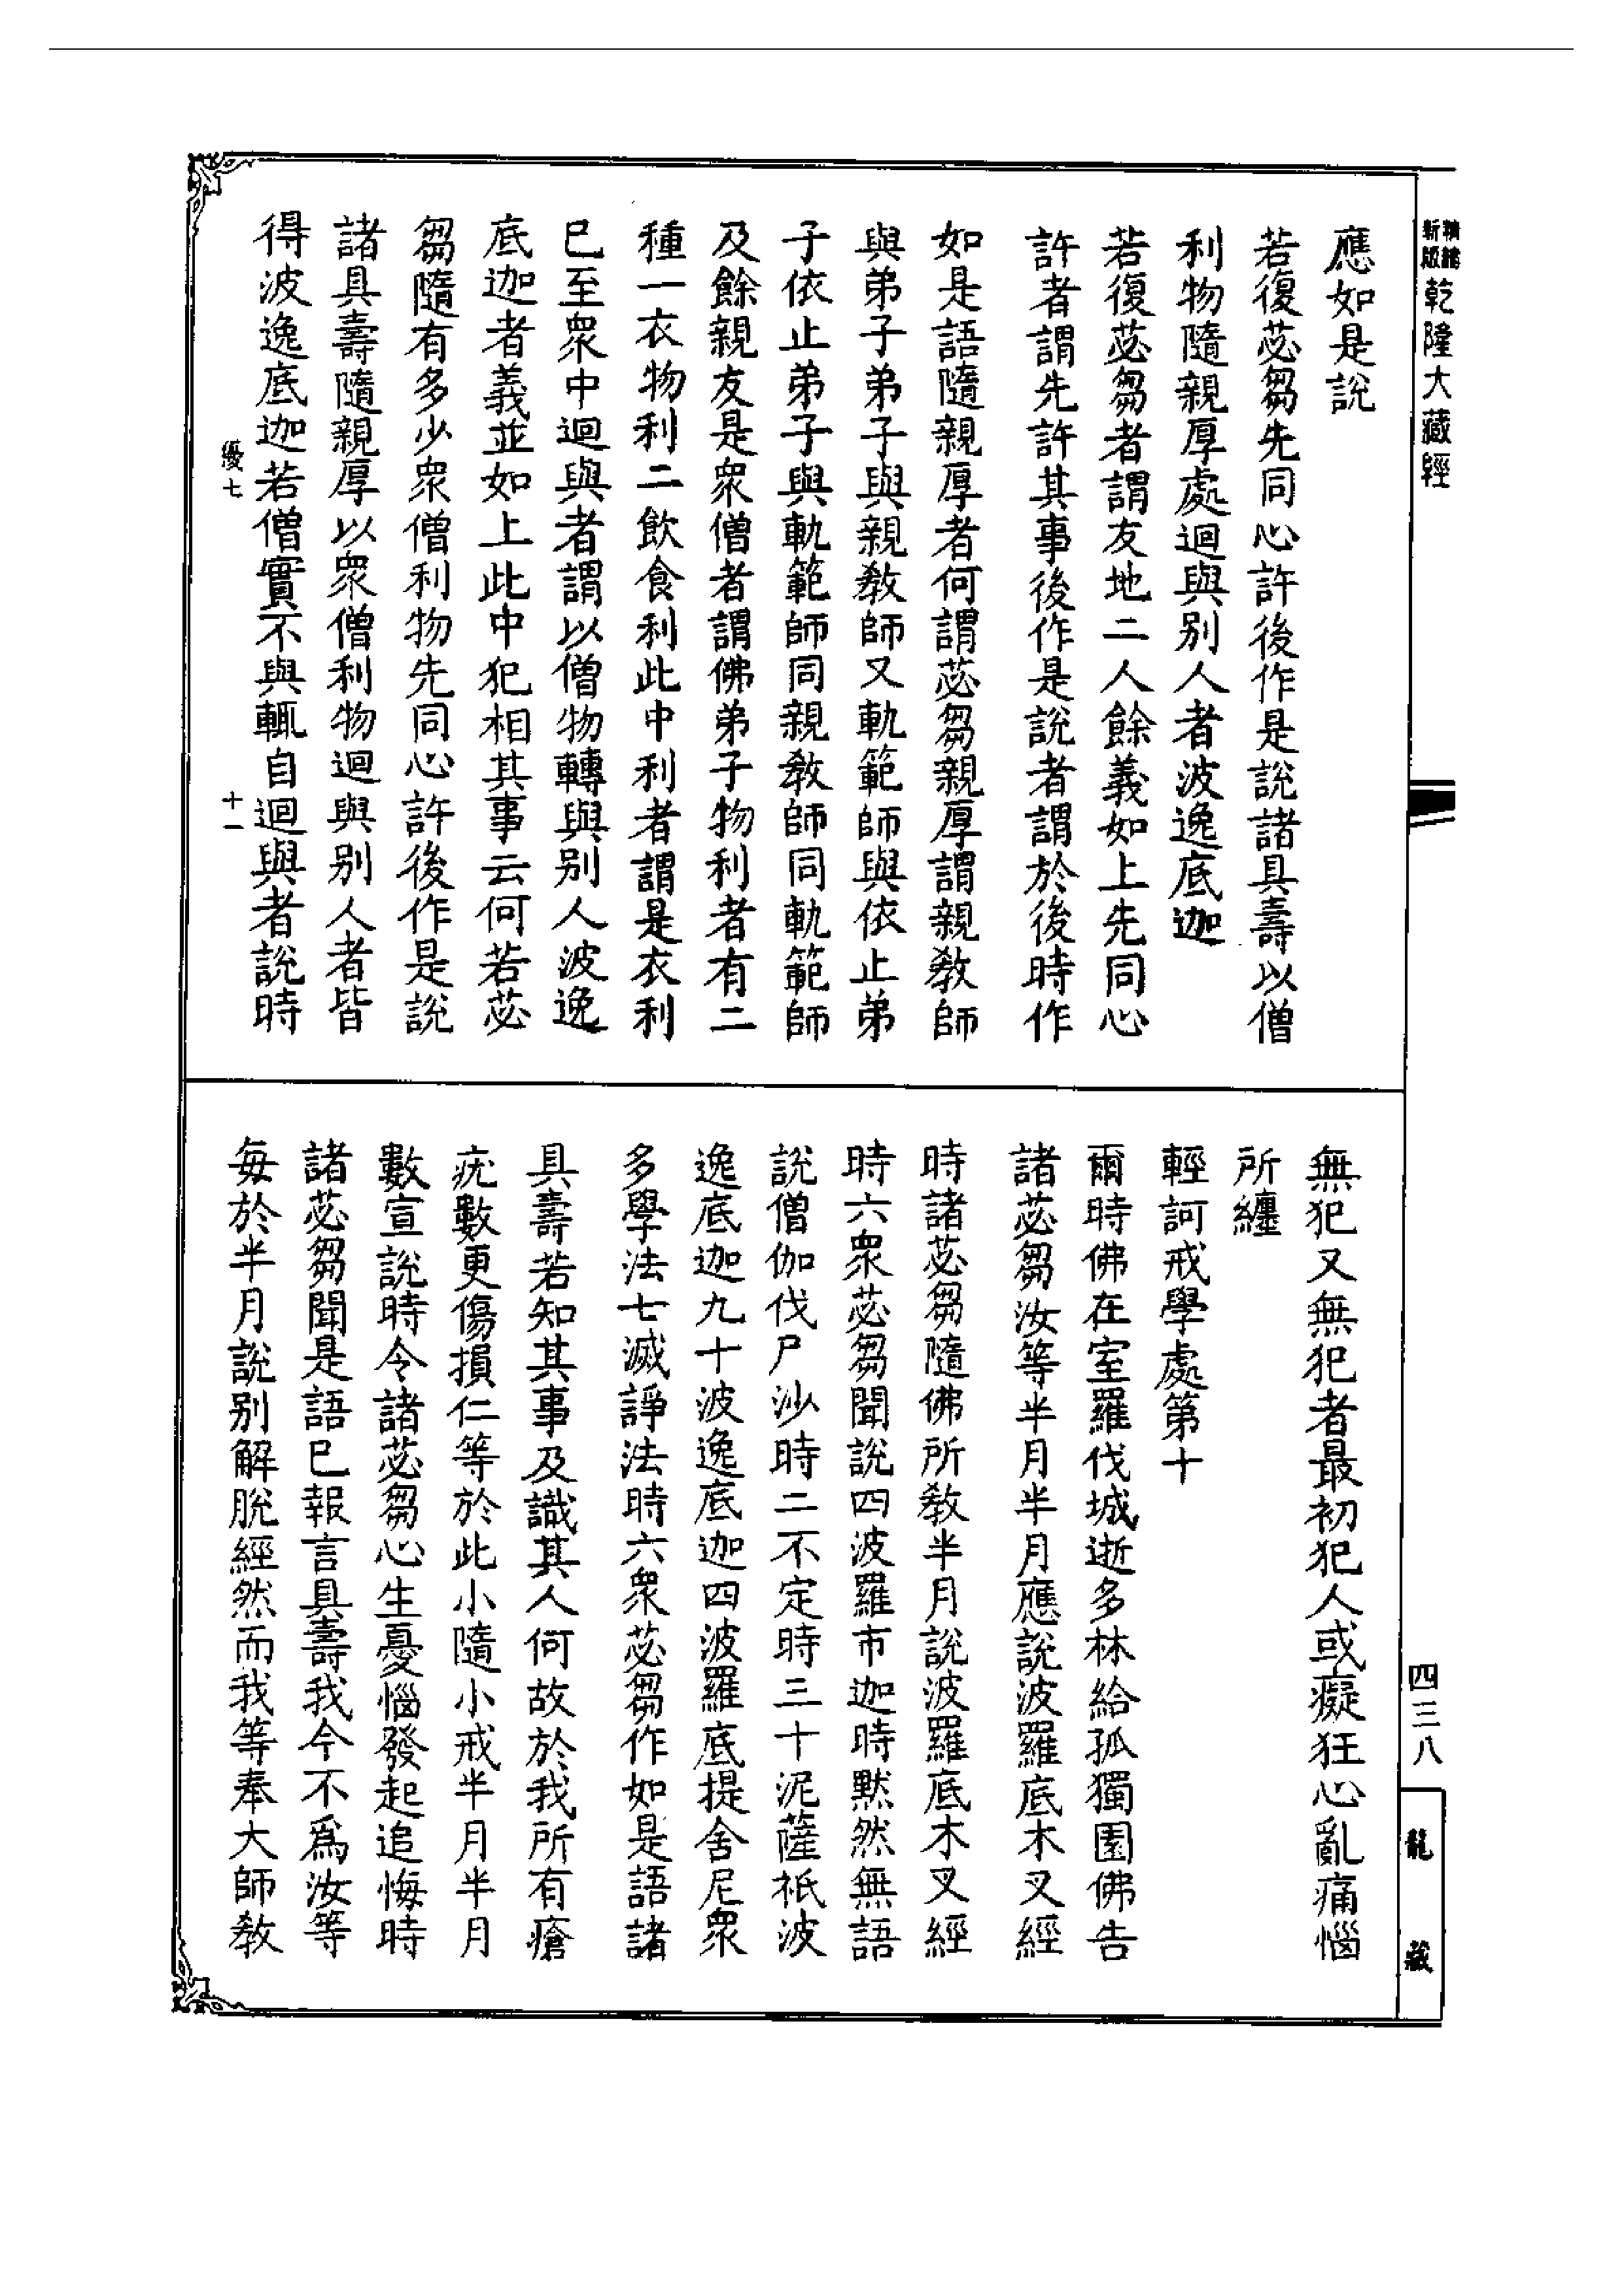 新版
精縮
乾隆大藏經
應如是說
若復苾芻先同心許後作是說諸具壽以僧
利物隨親厚處迴與別人者波逸底迦
若復苾芻者謂友地二人餘義如上先同心
許者謂先許其事後作是說者謂於後時作
如是語隨親厚者何謂苾芻親厚謂親教師
與弟子弟子與親教師又軌範師與依止弟
子依止弟子與軌範師同親教師同軌範師
及餘親友是眾僧者謂佛弟子物利者有二
種一衣物利二飲食利此中利者謂是衣利
已至眾中迴與者謂以僧物轉與別人波逸
底迦者義並如上此中犯相其事云何若苾
芻隨有多少眾僧利物先同心許後作是說
諸具壽隨親厚以眾僧利物迴與別人者皆
得波逸底迦若僧實不與輒自迴與者說時
優七
十一
無犯又無犯者最初犯人或癡狂心亂痛惱
所纏
輕訶戒學處第十
爾時佛在室羅伐城逝多林給孤獨園佛告
諸苾芻汝等半月半月應說波羅底木叉經
時諸苾芻隨佛所教半月說波羅底木叉經
時六眾苾芻聞說四波羅市迦時默然無語
說僧伽伐尸沙時二不定時三十泥薩祇波
逸底迦九十波逸底迦四波羅底提舍尼眾
多學法七滅諍法時六眾苾芻作如是語諸
具壽若知其事及識其人何故於我所有瘡
疣數更傷損仁等於此小隨小戒半月半月
數宣說時令諸苾芻心生憂惱發起追悔時
諸苾芻聞是語已報言具壽我今不為汝等
每於半月說別解脫經然而我等奉大師教
四三八
龍藏